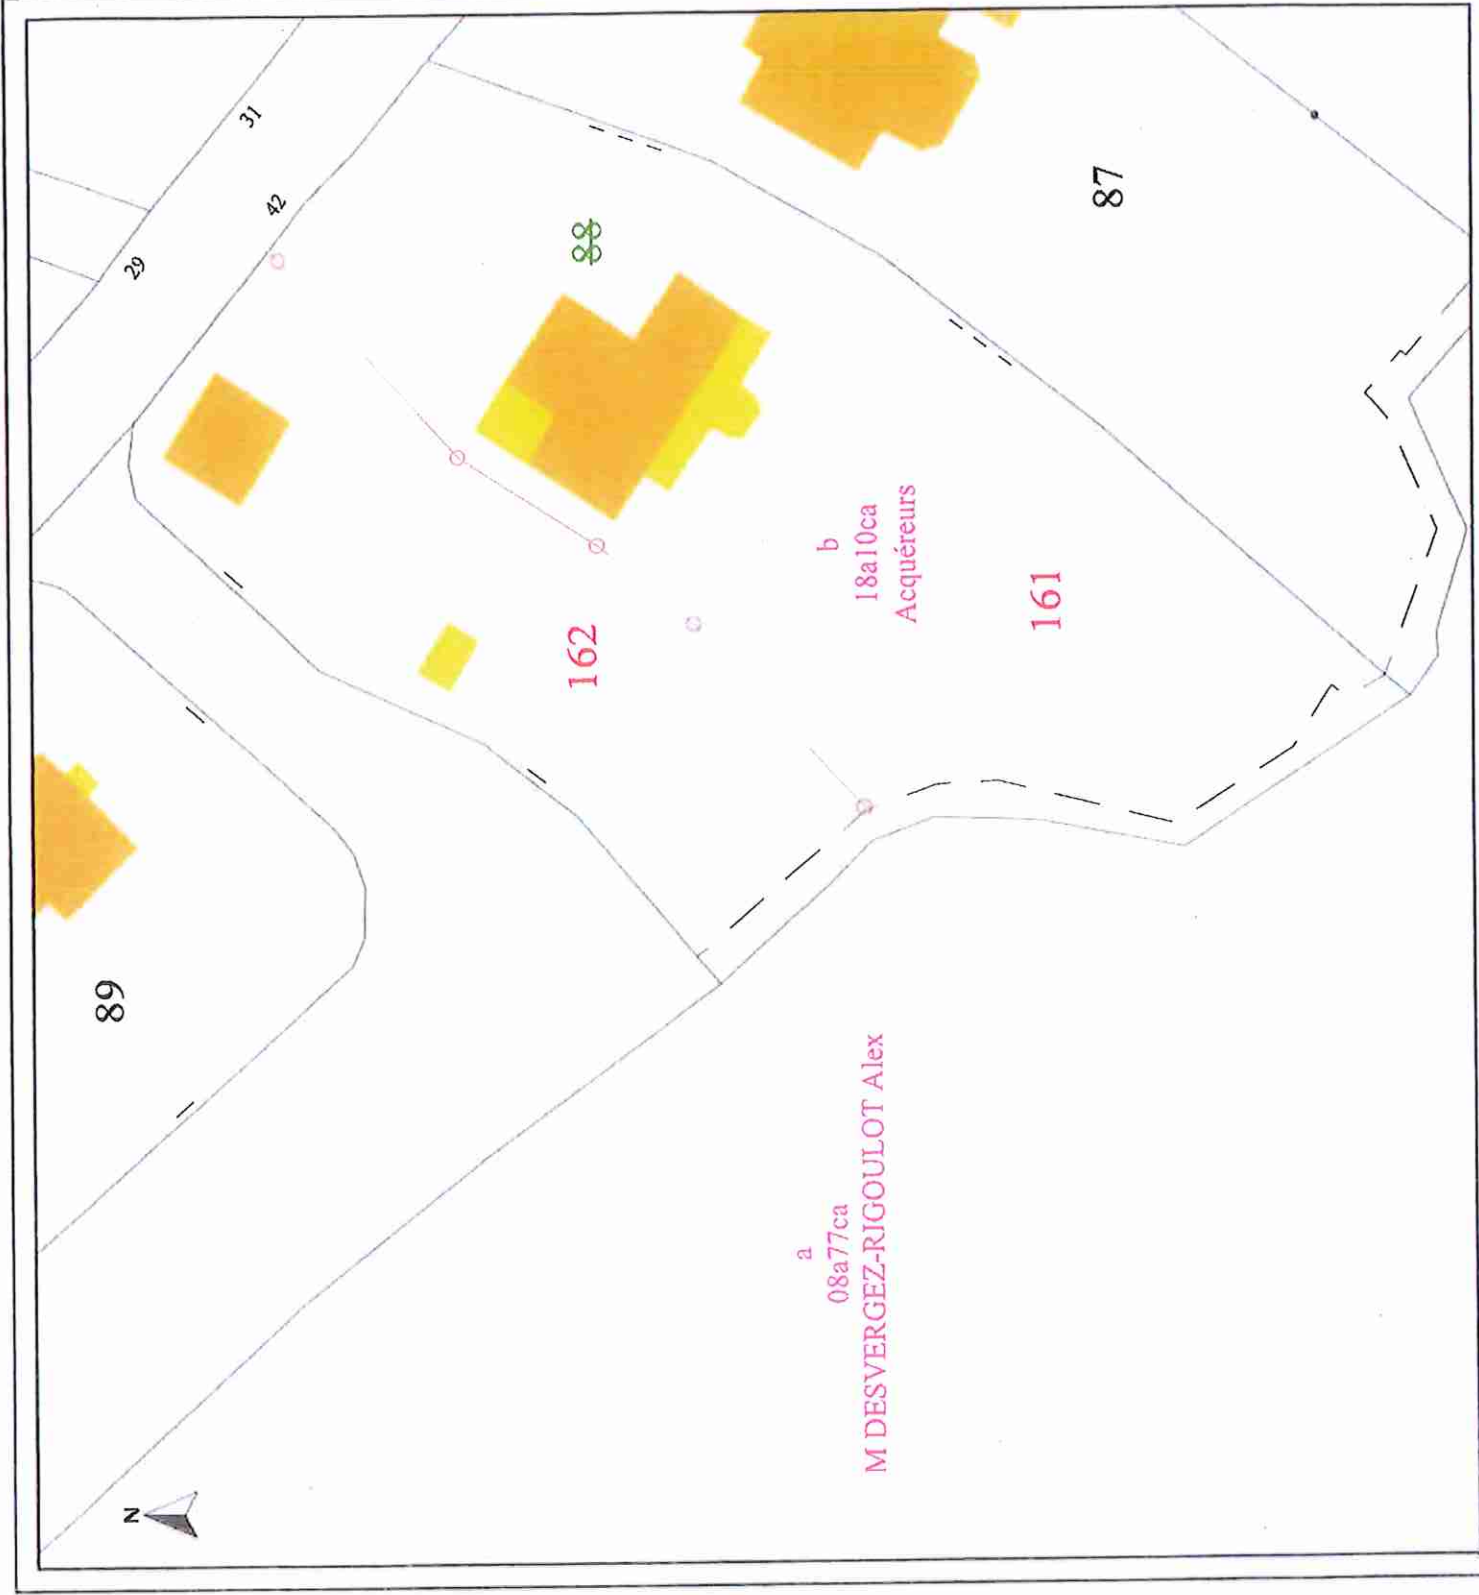 31
42
29
88
87
b
18a10ca
Acquéreurs
162
161
89
a
08a77ca
M DESVERGEZ-RIGOULOT Alex
N